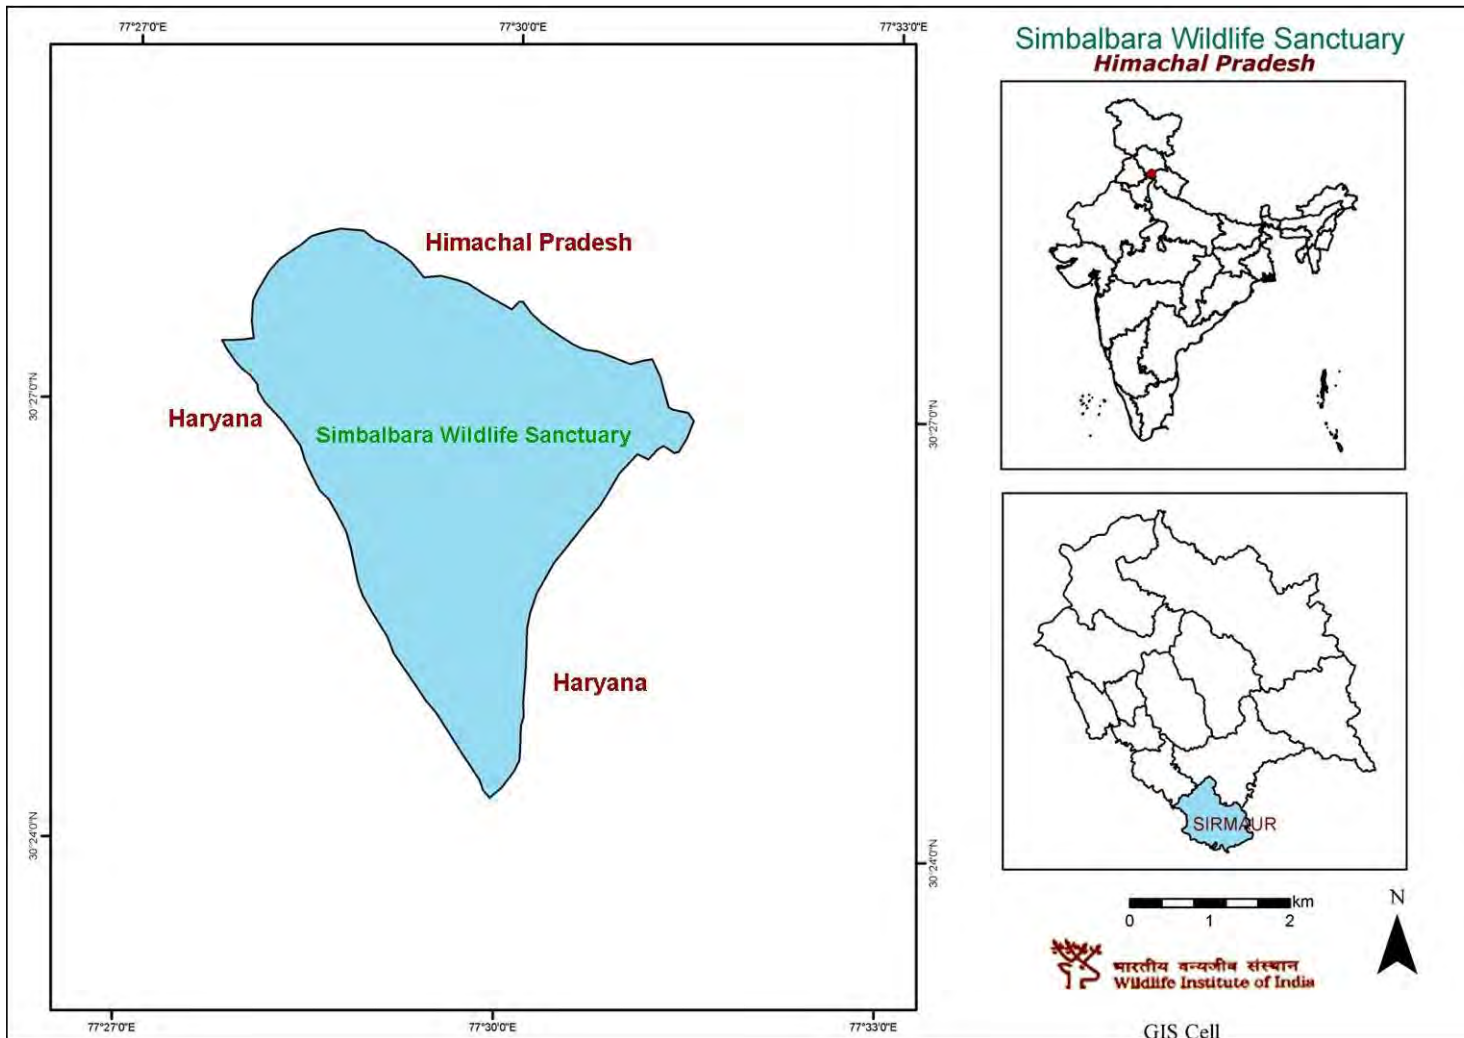 77°27'0"E
77°30'0"E
77°33'0"E
Simbalbara Wildlife Sanctuary
Himachal Pradesh
Himachal Pradesh
30°27'0"N
Haryana
Simbalbara Wildlife Sanctuary
30°27'0"N
Haryana
30°24'0"N
30°24'0"N
SIRMAUR
km
0 1 2
N
भारतीय वन्यजीव संस्थान
Wildlife Institute of India
77°27'0"E
77°30'0"E
77°33'0"E
GIS Cell